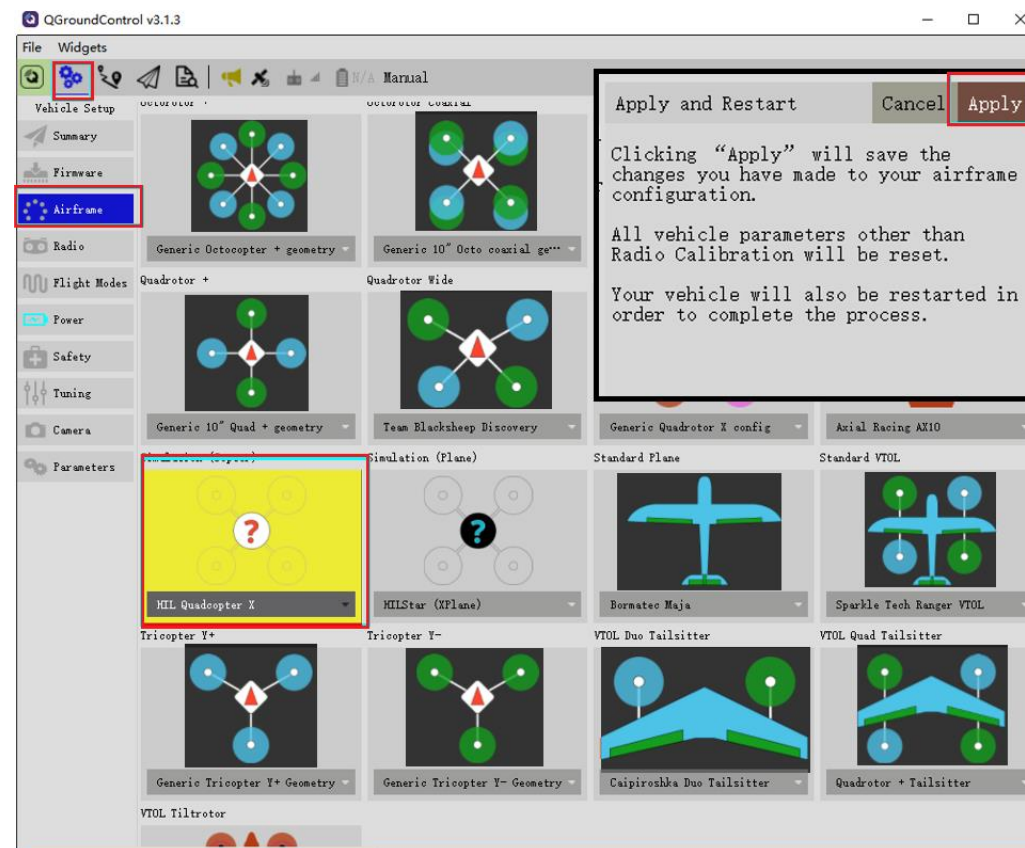 QGroundControl v3.1.3
File Widgets
N/A Manual
Vehicle Setup
Summary
Firmware
Airframe
Radio
Flight Modes
Power
Safety
Tuning
Camera
Parameters
Octorotor +
Octorotor Coaxial
Generic Octocopter + geometry
Generic 10" Octo coaxial ge…
Apply and Restart
Cancel
Apply
Clicking “Apply” will save the
changes you have made to your airframe
configuration.
All vehicle parameters other than
Radio Calibration will be reset.
Your vehicle will also be restarted in
order to complete the process.
Quadrotor +
Quadrotor Wide
Generic 10" Quad + geometry
Team Blacksheep Discovery
Generic Quadrotor X config
Axial Racing AX10
Simulation (Copter)
Simulation (Plane)
Standard Plane
Standard VTOL
HIL Quadcopter X
HILStar (XPlane)
Bormatec Maja
Sparkle Tech Ranger VTOL
Tricopter Y+
Tricopter Y-
VTOL Duo Tailsitter
VTOL Quad Tailsitter
Generic Tricopter Y+ Geometry
Generic Tricopter Y- Geometry
Caipiroshka Duo Tailsitter
Quadrotor + Tailsitter
VTOL Tiltrotor